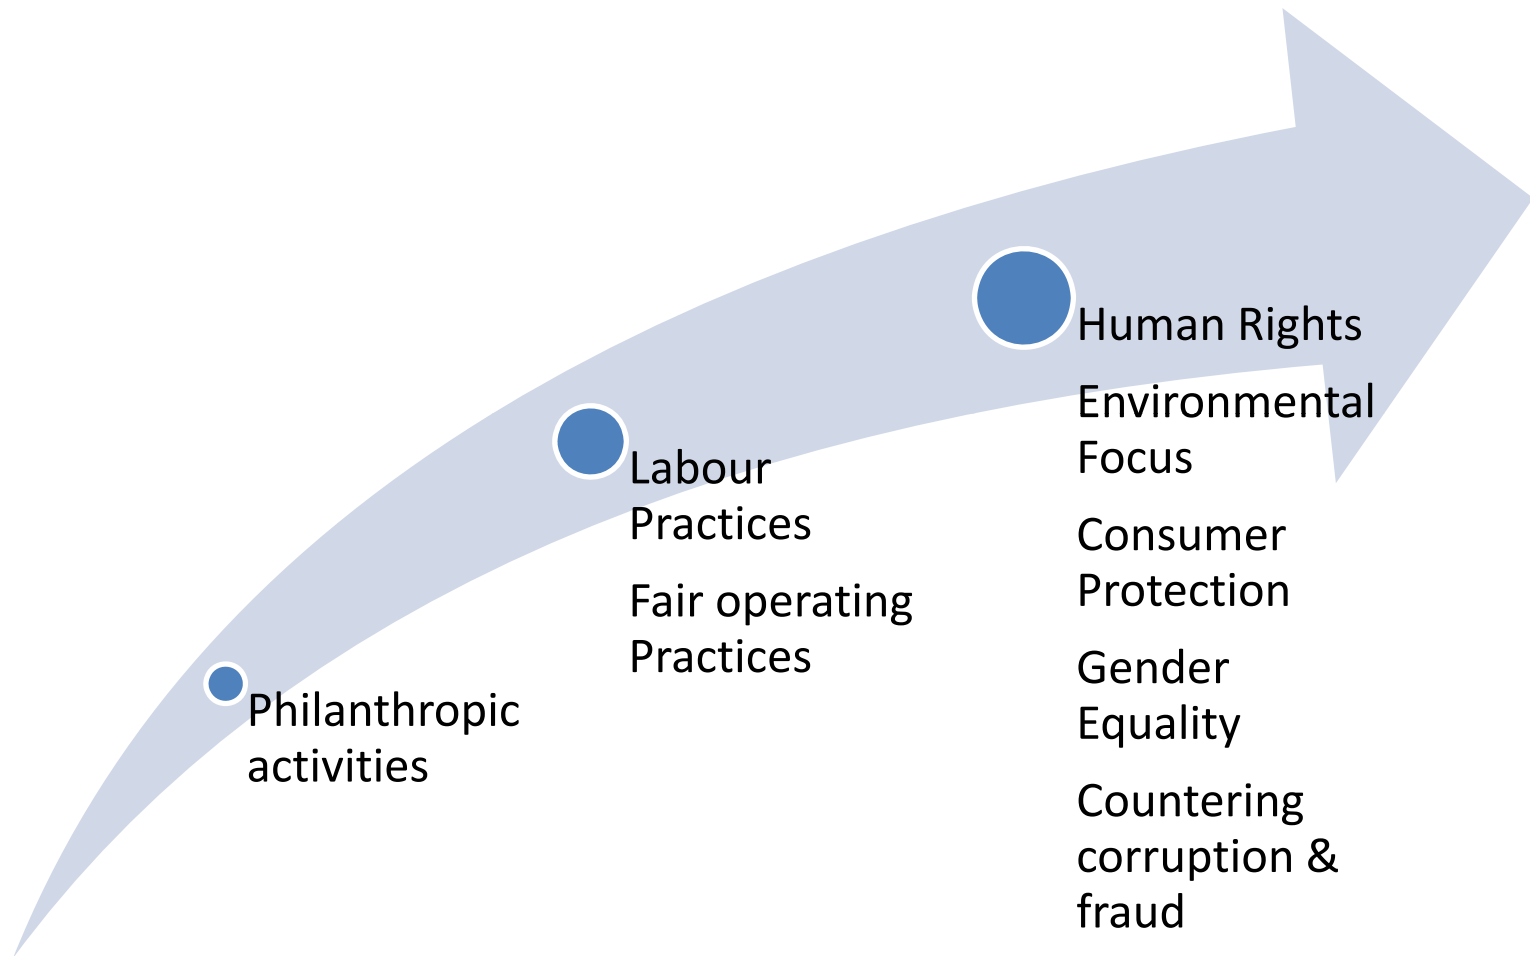 Philanthropic
activities
Labour
Practices
Fair operating
Practices
Human Rights
Environmental
Focus
Consumer
Protection
Gender
Equality
Countering
corruption &
fraud